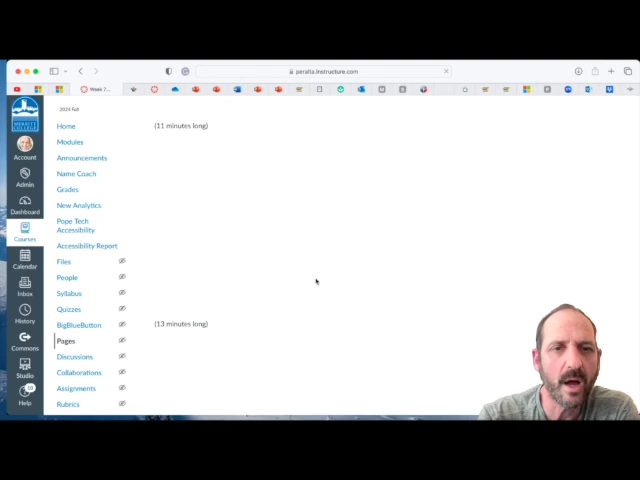 peralta.instructure.com
Week 7...
MERRITT COLLEGE
Account
Admin
Dashboard
Courses
Calendar
Inbox
History
Commons
Studio
10
Help
2024 Fall
Home
Modules
Announcements
Name Coach
Grades
New Analytics
Pope Tech
Accessibility
Accessibility Report
Files
People
Syllabus
Quizzes
BigBlueButton
Pages
Discussions
Collaborations
Assignments
Rubrics
(11 minutes long)
(13 minutes long)